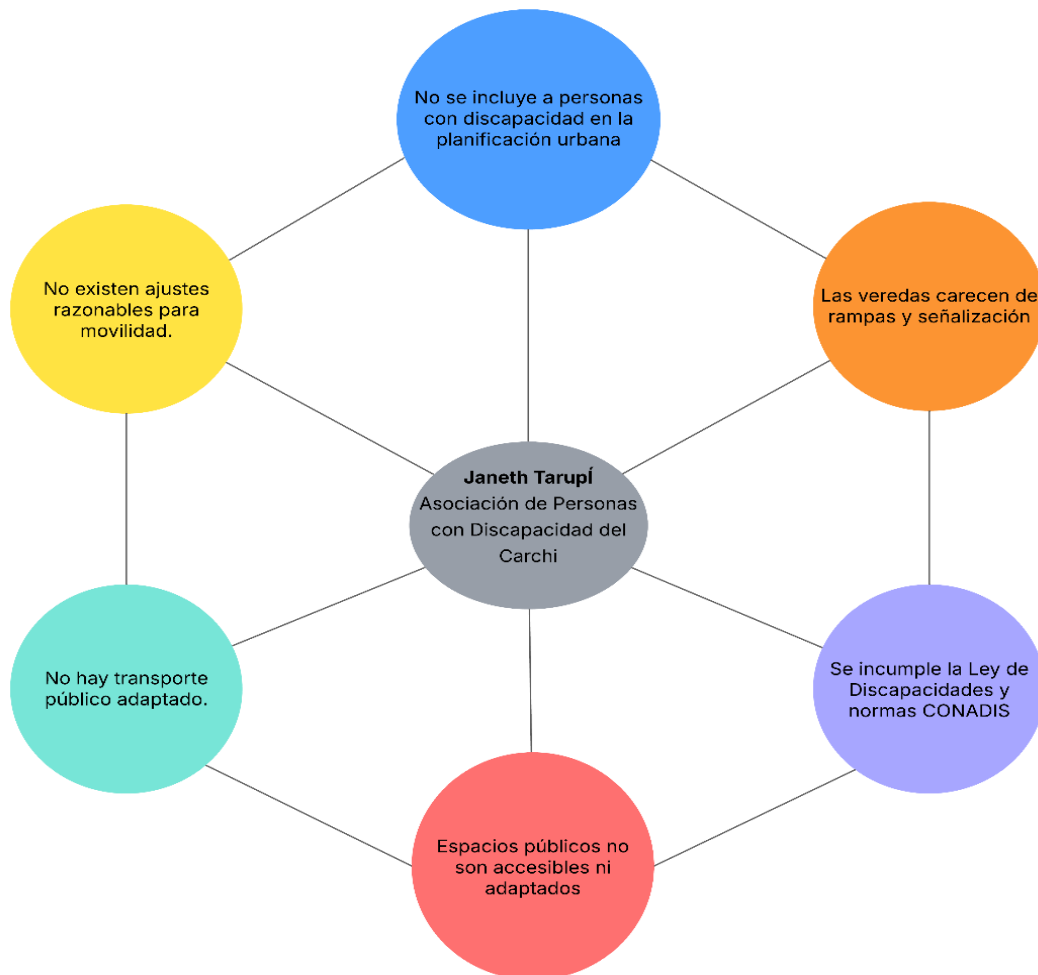 No se incluye a personas
con discapacidad en la
planificación urbana
No existen ajustes
razonables para
movilidad.
Las veredas carecen de
rampas y señalización
Janeth TarupÍ
Asociación de Personas
con Discapacidad del
Carchi
No hay transporte
público adaptado.
Se incumple la Ley de
Discapacidades y
normas CONADIS
Espacios públicos no
son accesibles ni
adaptados